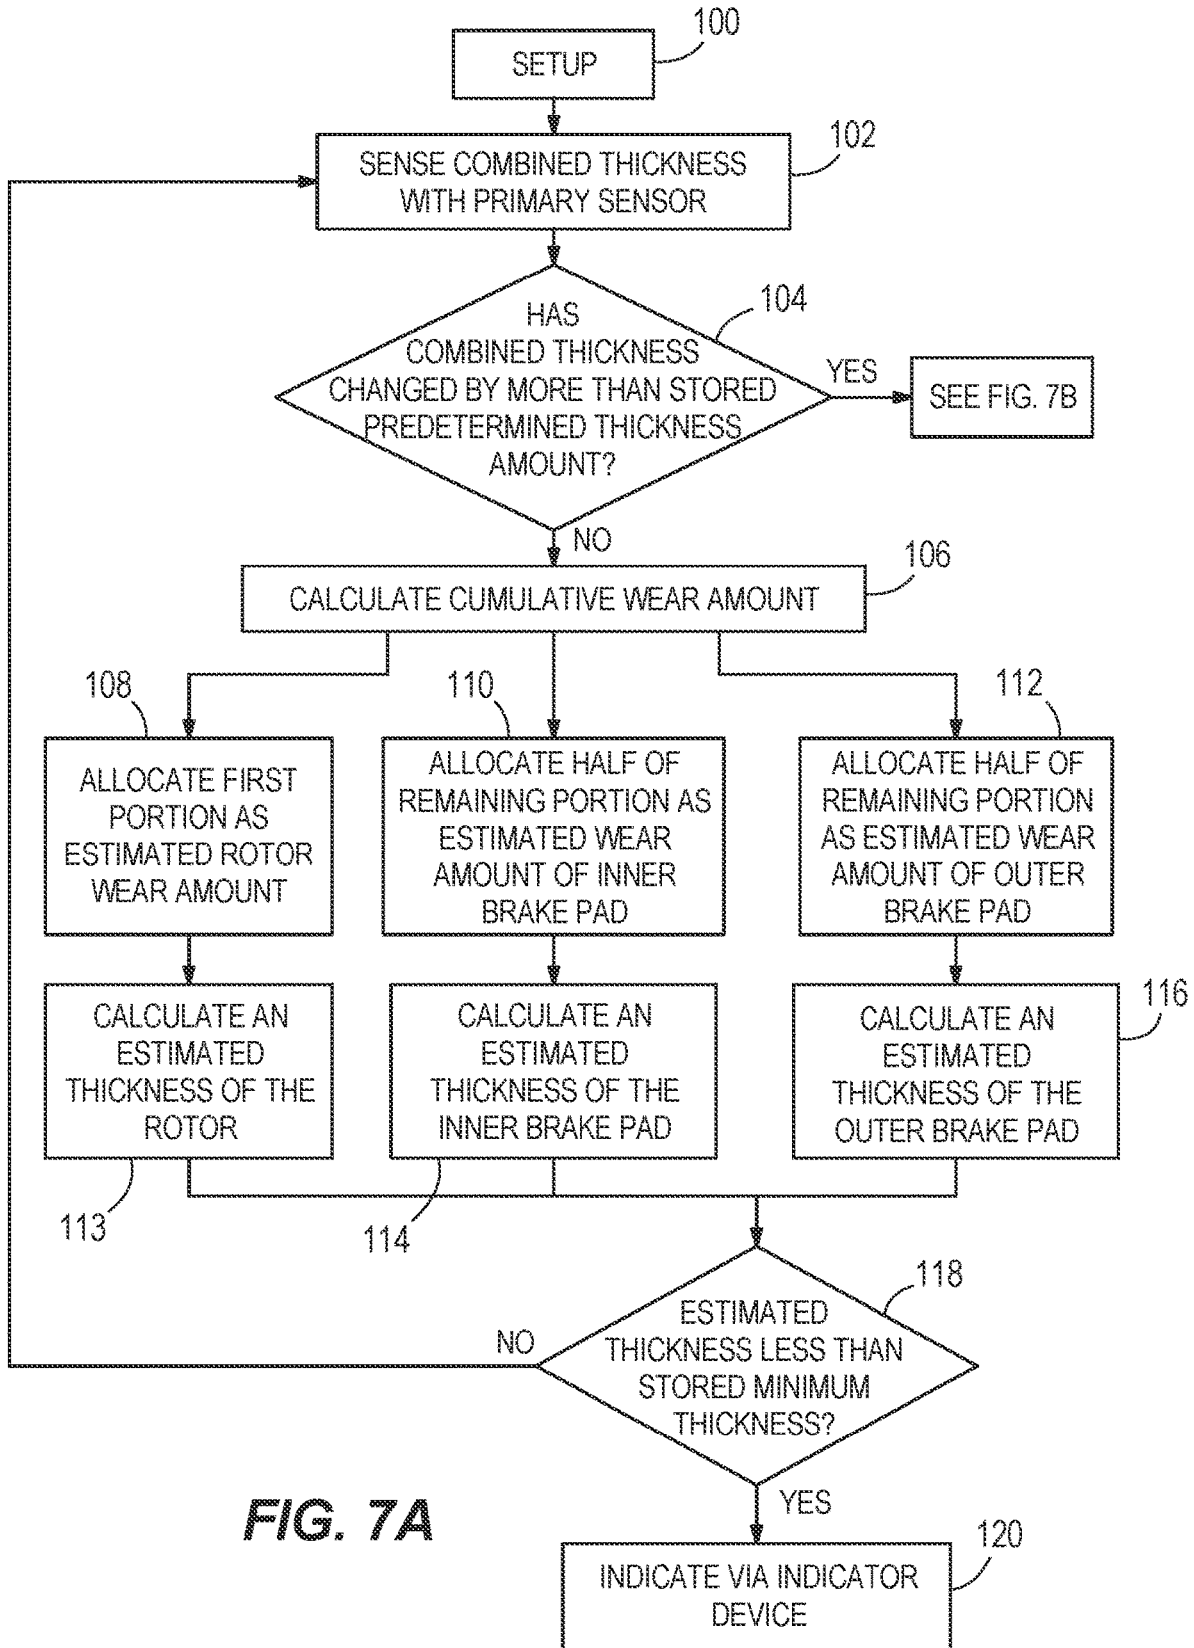 100
SETUP
102
SENSE COMBINED THICKNESS
WITH PRIMARY SENSOR
104
HAS
COMBINED THICKNESS
CHANGED BY MORE THAN STORED
PREDETERMINED THICKNESS
AMOUNT?
YES
SEE FIG. 7B
NO
106
CALCULATE CUMULATIVE WEAR AMOUNT
108
ALLOCATE FIRST
PORTION AS
ESTIMATED ROTOR
WEAR AMOUNT
110
ALLOCATE HALF OF
REMAINING PORTION AS
ESTIMATED WEAR
AMOUNT OF INNER
BRAKE PAD
112
ALLOCATE HALF OF
REMAINING PORTION
AS ESTIMATED WEAR
AMOUNT OF OUTER
BRAKE PAD
CALCULATE AN
ESTIMATED
THICKNESS OF THE
ROTOR
113
CALCULATE AN
ESTIMATED
THICKNESS OF THE
INNER BRAKE PAD
114
CALCULATE AN
ESTIMATED
THICKNESS OF THE
OUTER BRAKE PAD
116
118
ESTIMATED
THICKNESS LESS THAN
STORED MINIMUM
THICKNESS?
NO
YES
120
INDICATE VIA INDICATOR
DEVICE
FIG. 7A